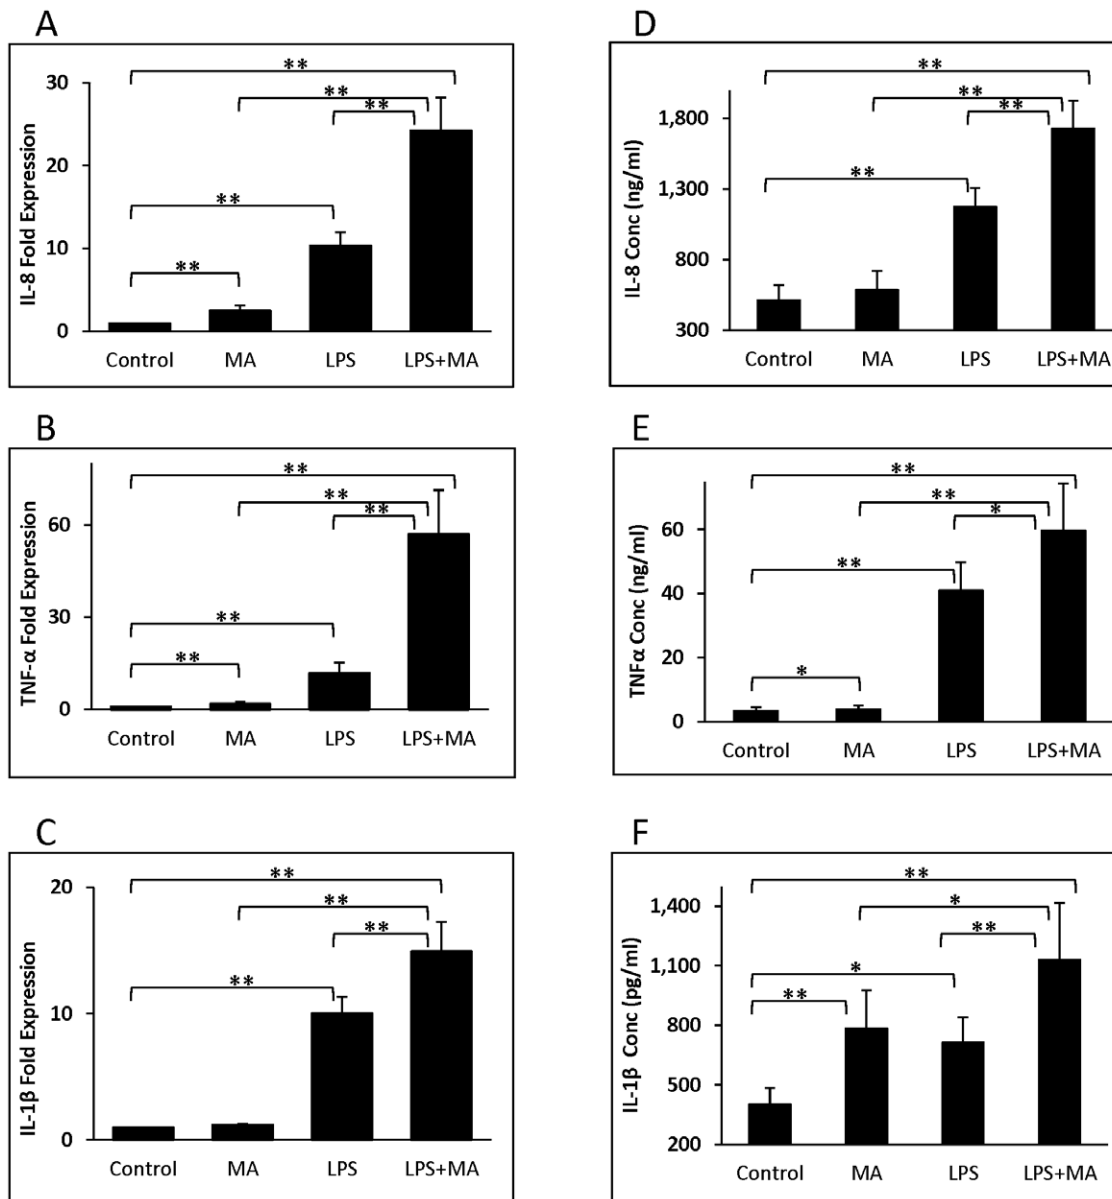 A
IL-8 Fold Expression
30
20
10
0
**
**
**
**
**
Control MA LPS LPS+MA
D
IL-8 Conc (ng/ml)
1,800
1,300
800
300
**
**
**
**
Control MA LPS LPS+MA
B
TNF-α Fold Expression
60
30
0
**
**
**
**
**
Control MA LPS LPS+MA
E
TNFα Conc (ng/ml)
60
40
20
0
**
**
*
**
*
Control MA LPS LPS+MA
C
IL-1β Fold Expression
20
10
0
**
**
**
**
Control MA LPS LPS+MA
F
IL-1β Conc (pg/ml)
1,400
1,100
800
500
200
**
*
**
*
**
Control MA LPS LPS+MA